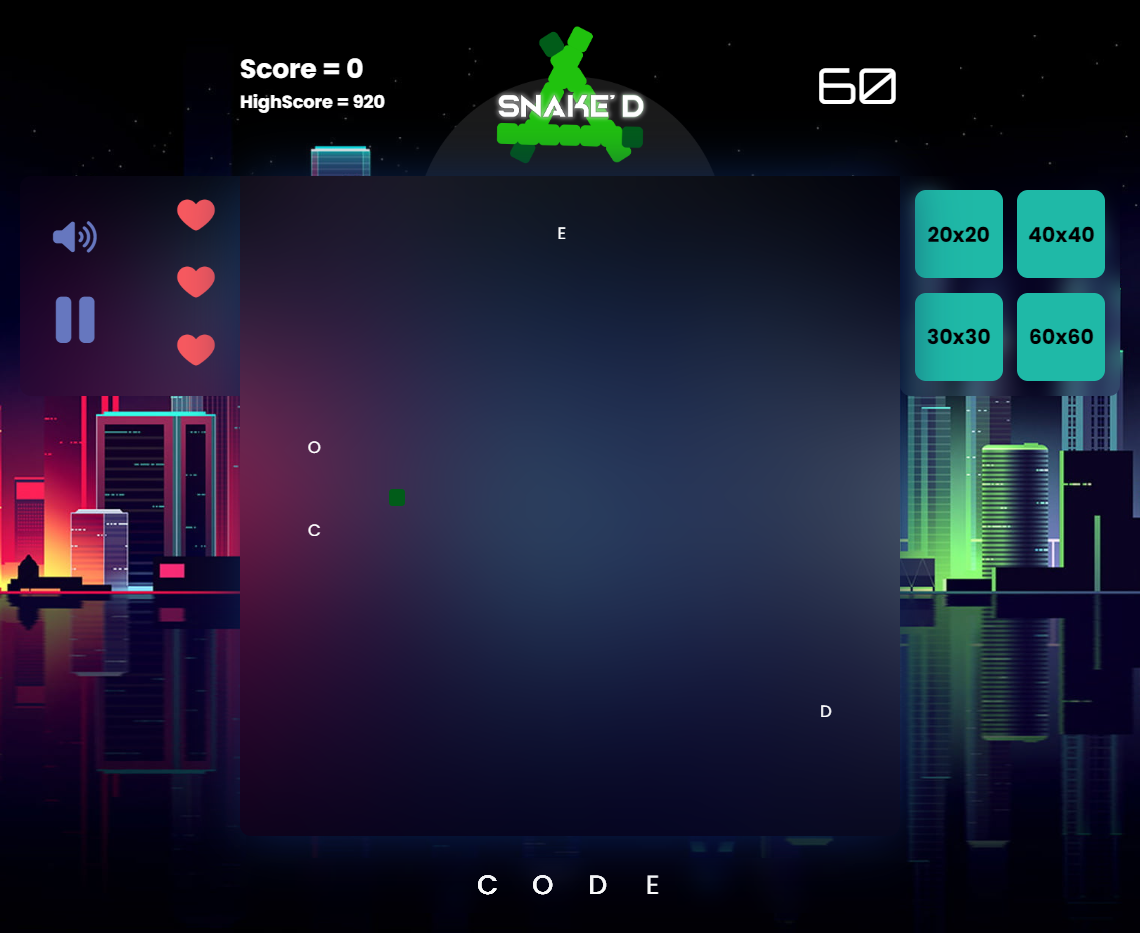 Score = 0
HighScore = 920
SNAKE'D
60
20x20 40x40
30x30 60x60
E
O
C
D
C O D E